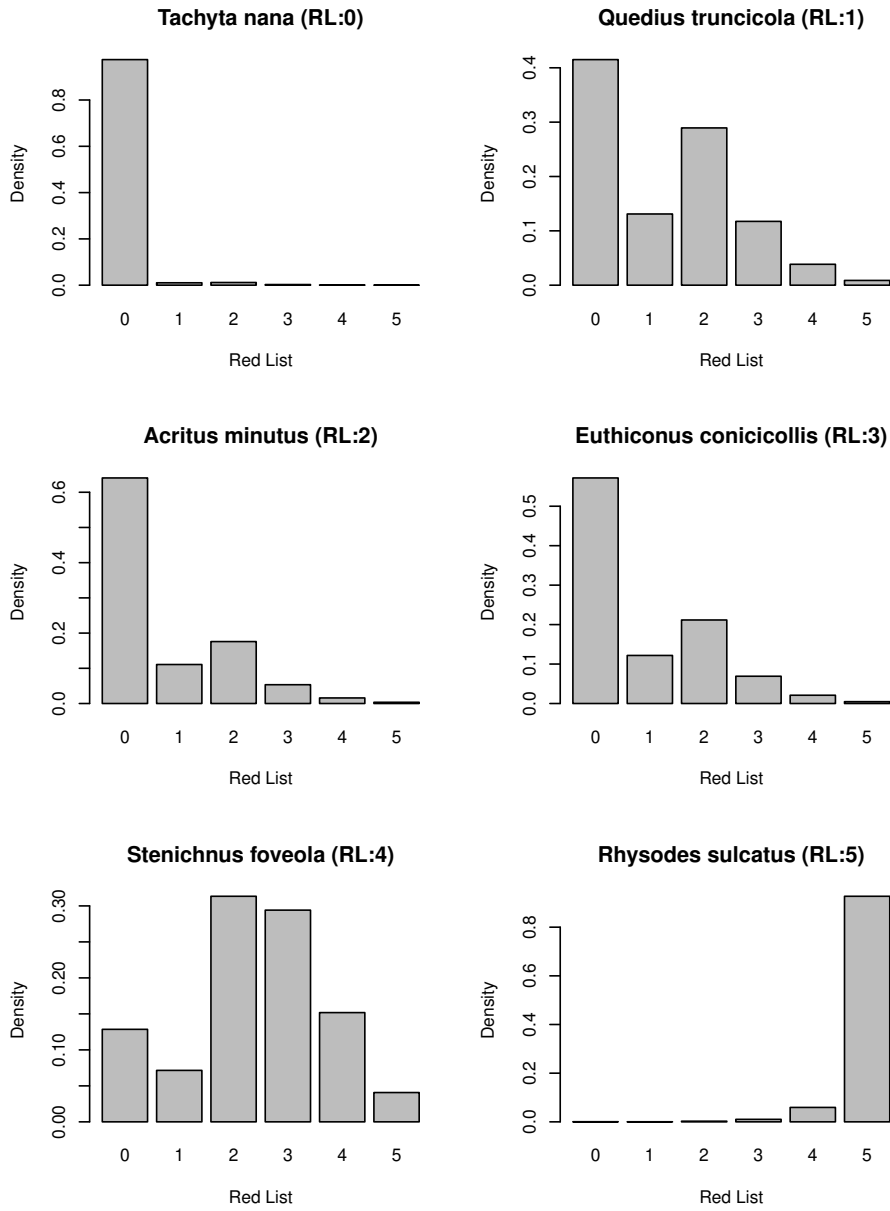 Tachyta nana (RL:0)
Density
0.0 0.2 0.4 0.6 0.8
0 1 2 3 4 5
Red List
Quedius truncicola (RL:1)
Density
0.0 0.1 0.2 0.3 0.4
0 1 2 3 4 5
Red List
Acritus minutus (RL:2)
Density
0.0 0.2 0.4 0.6
0 1 2 3 4 5
Red List
Euthiconus conicicollis (RL:3)
Density
0.0 0.1 0.2 0.3 0.4 0.5
0 1 2 3 4 5
Red List
Stenichnus foveola (RL:4)
Density
0.00 0.10 0.20 0.30
0 1 2 3 4 5
Red List
Rhysodes sulcatus (RL:5)
Density
0.0 0.2 0.4 0.6 0.8
0 1 2 3 4 5
Red List